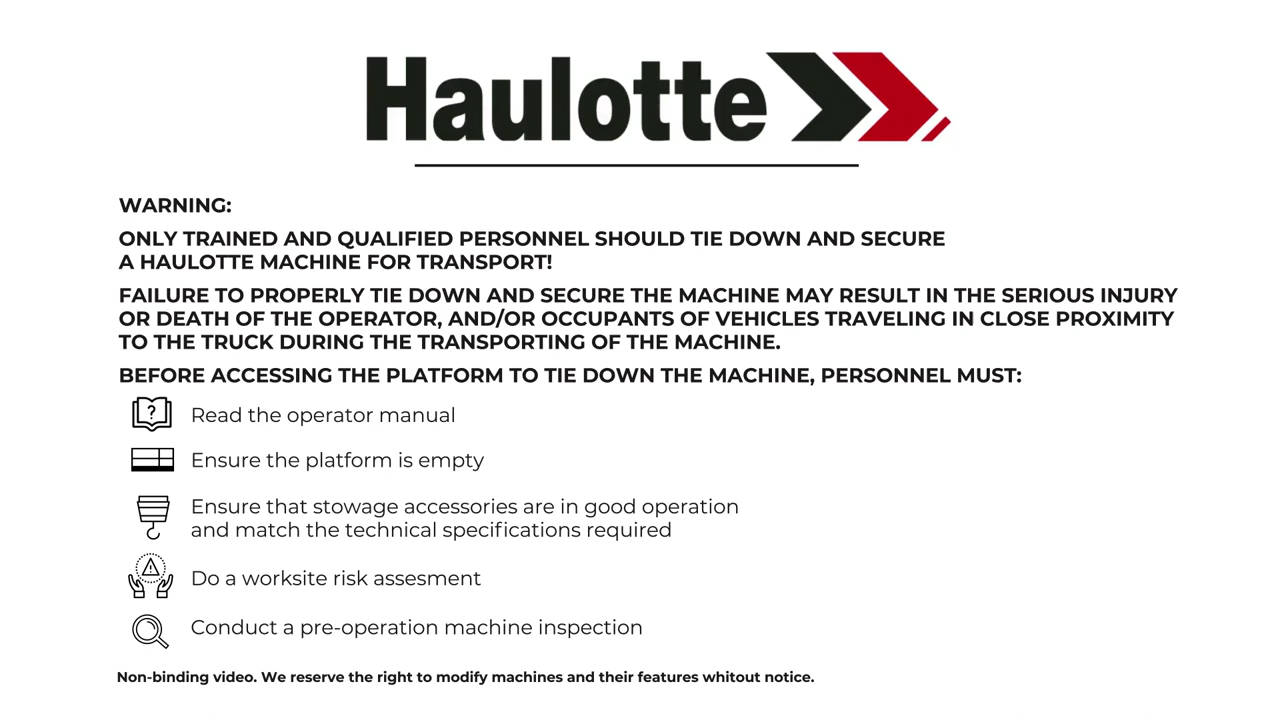 Haulotte
WARNING:
ONLY TRAINED AND QUALIFIED PERSONNEL SHOULD TIE DOWN AND SECURE
A HAULOTTE MACHINE FOR TRANSPORT!
FAILURE TO PROPERLY TIE DOWN AND SECURE THE MACHINE MAY RESULT IN THE SERIOUS INJURY
OR DEATH OF THE OPERATOR, AND/OR OCCUPANTS OF VEHICLES TRAVELING IN CLOSE PROXIMITY
TO THE TRUCK DURING THE TRANSPORTING OF THE MACHINE.
BEFORE ACCESSING THE PLATFORM TO TIE DOWN THE MACHINE, PERSONNEL MUST:
? Read the operator manual
Ensure the platform is empty
Ensure that stowage accessories are in good operation
and match the technical specifications required
Do a worksite risk assesment
Conduct a pre-operation machine inspection
Non-binding video. We reserve the right to modify machines and their features whitout notice.